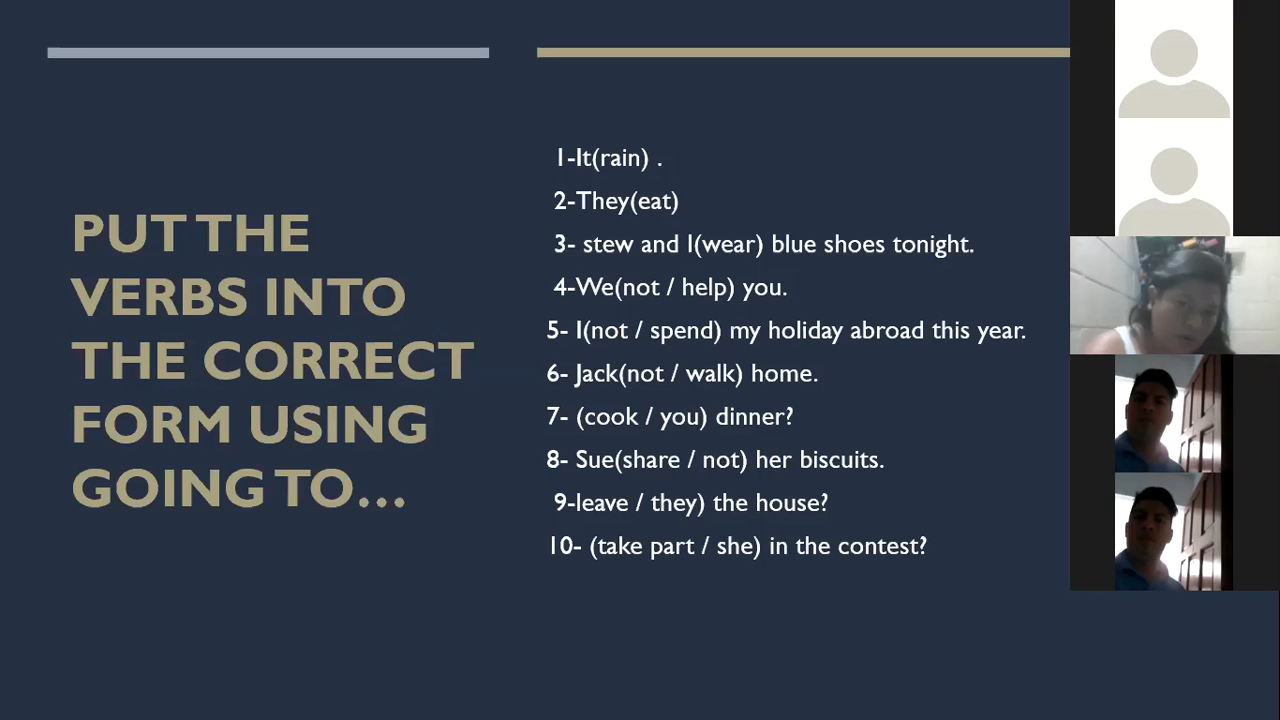 PUT THE
VERBS INTO
THE CORRECT
FORM USING
GOING TO...
1-It(rain) .
2-They(eat)
3- stew and I(wear) blue shoes tonight.
4-We(not / help) you.
5- I(not / spend) my holiday abroad this year.
6- Jack(not / walk) home.
7- (cook / you) dinner?
8- Sue(share / not) her biscuits.
9-leave / they) the house?
10- (take part / she) in the contest?